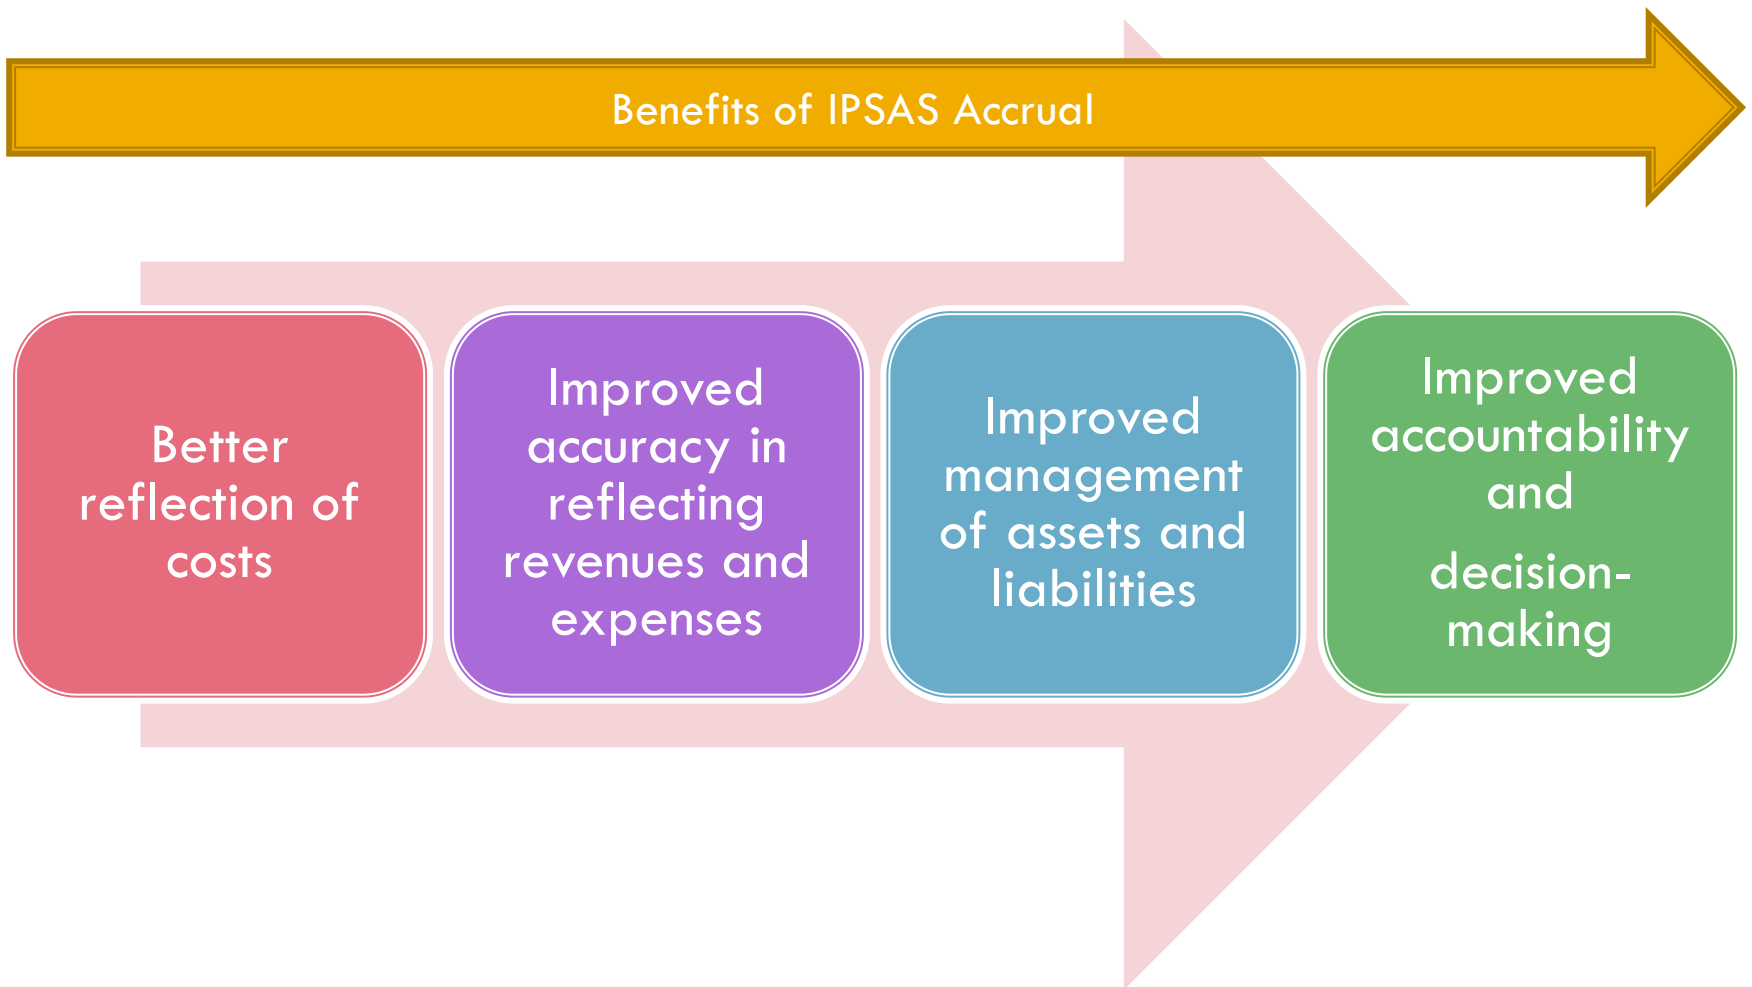 Benefits of IPSAS Accrual
Better
reflection of
costs
Improved
accuracy in
reflecting
revenues and
expenses
Improved
management
of assets and
liabilities
Improved
accountability
and
decision-
making